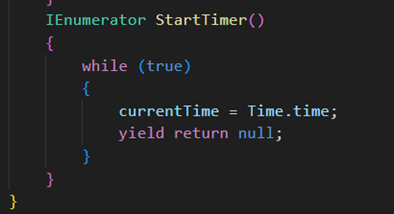 }
IEnumerator StartTimer()
{
while (true)
{
currentTime = Time.time;
yield return null;
}
}
}